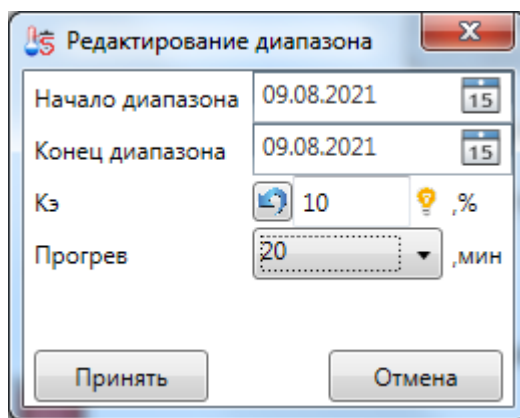 Редактирование диапазона
Начало диапазона 09.08.2021 15
Конец диапазона 09.08.2021 15
Кэ 10 ,%
Прогрев 20 ,мин
Принять Отмена